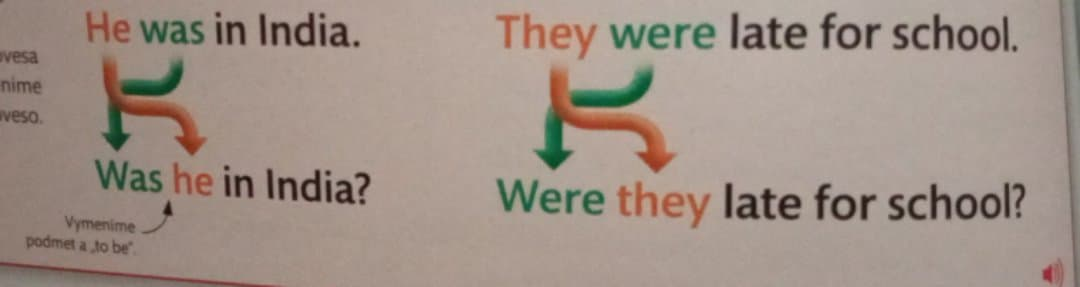 He was in India.
They were late for school.
nime
Was he in India?
Were they late for school?
Vymeníme
podmet a „to be“.